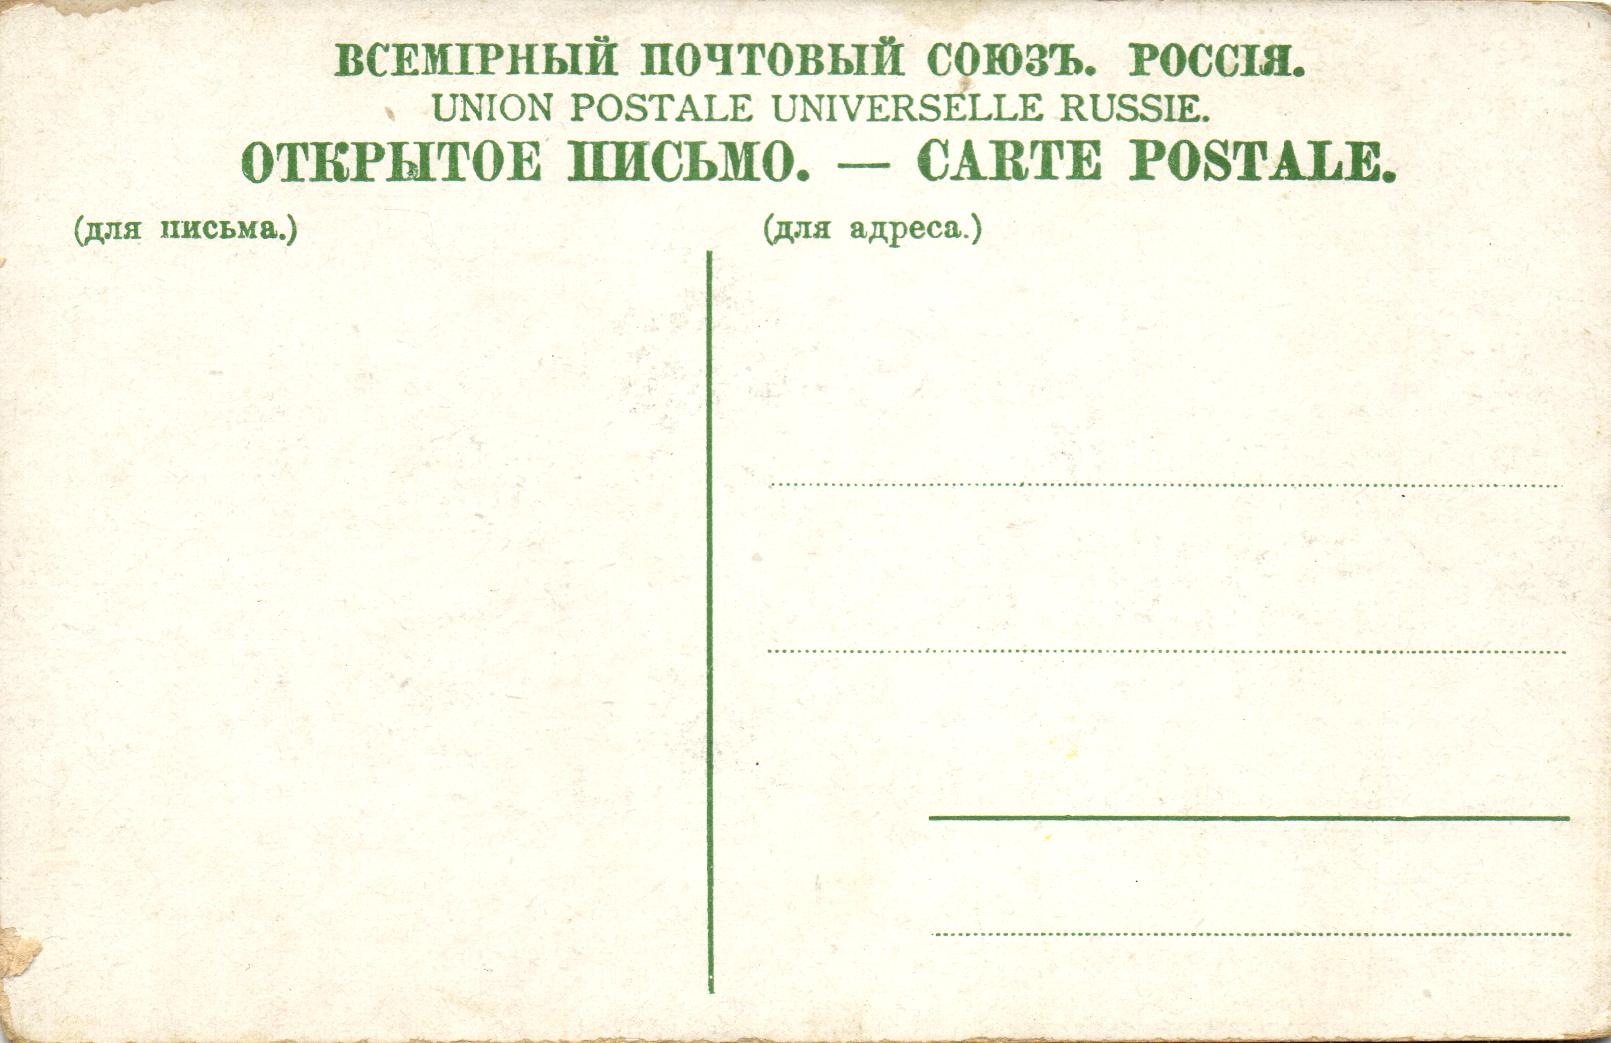 ВСЕМІРНЫЙ ПОЧТОВЫЙ СОЮЗЪ. РОССІЯ.
UNION POSTALE UNIVERSELLE RUSSIE.
ОТКРЫТОЕ ПИСЬМО. — CARTE POSTALE.
(для письма.)
(для адреса.)